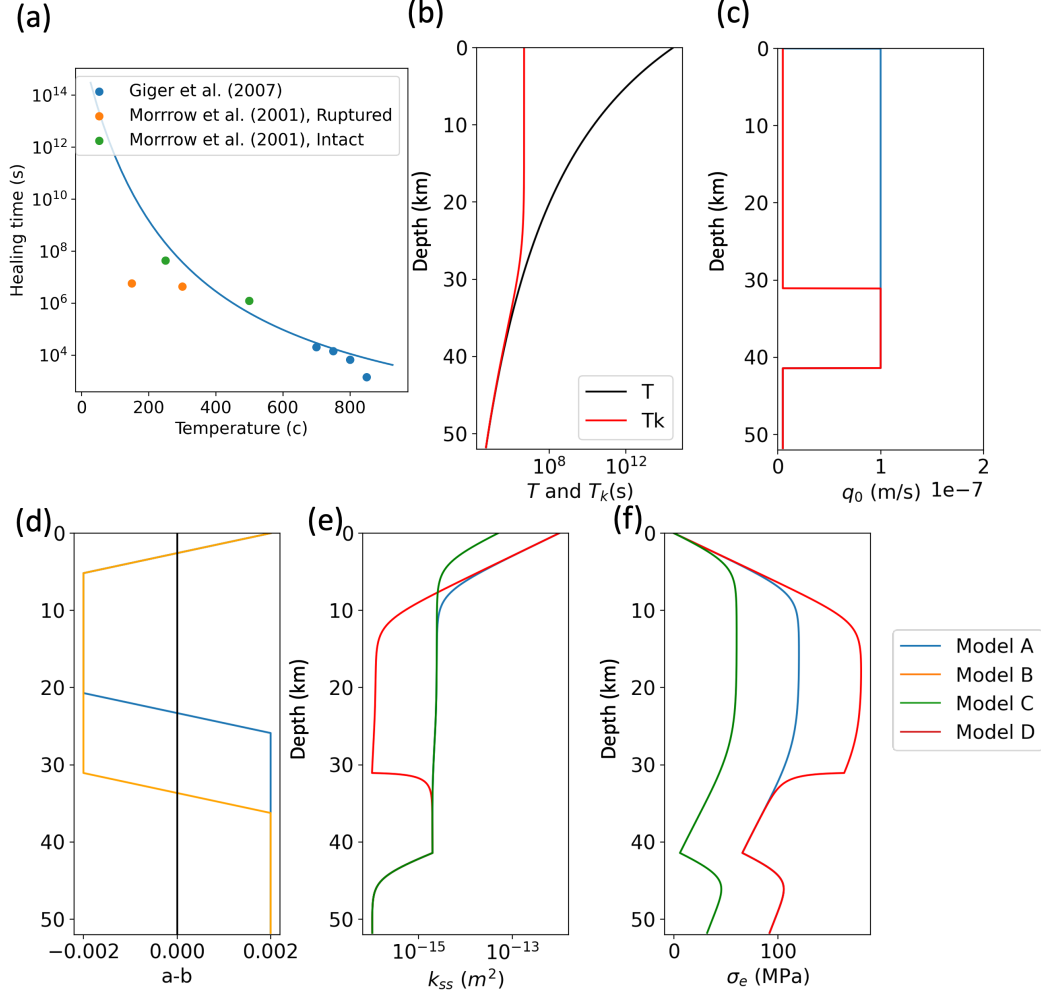 (a)
Healing time (s)
10^14
10^12
10^10
10^8
10^6
10^4
Giger et al. (2007)
Morrrow et al. (2001), Ruptured
Morrrow et al. (2001), Intact
0 200 400 600 800
Temperature (c)
(b)
Depth (km)
0
10
20
30
40
50
T
Tk
10^8 10^12
T and T_k(s)
(c)
Depth (km)
0
10
20
30
40
50
0 1 2
q_0 (m/s) 1e−7
(d)
0
10
20
30
40
50
−0.002 0.000 0.002
a-b
(e)
Depth (km)
0
10
20
30
40
50
10^−15 10^−13
k_ss (m^2)
(f)
Depth (km)
0
10
20
30
40
50
0 100
σ_e (MPa)
Model A
Model B
Model C
Model D